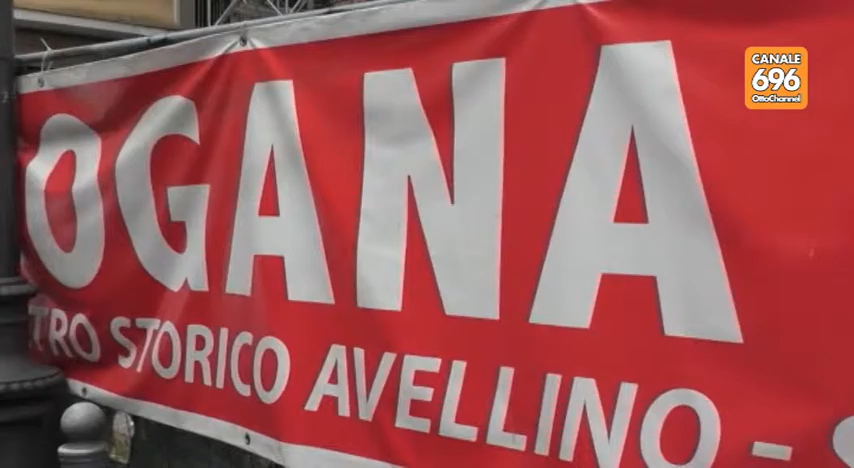 CANALE
696
OttoChannel
OGANA
TRO STORICO AVELLINO - S